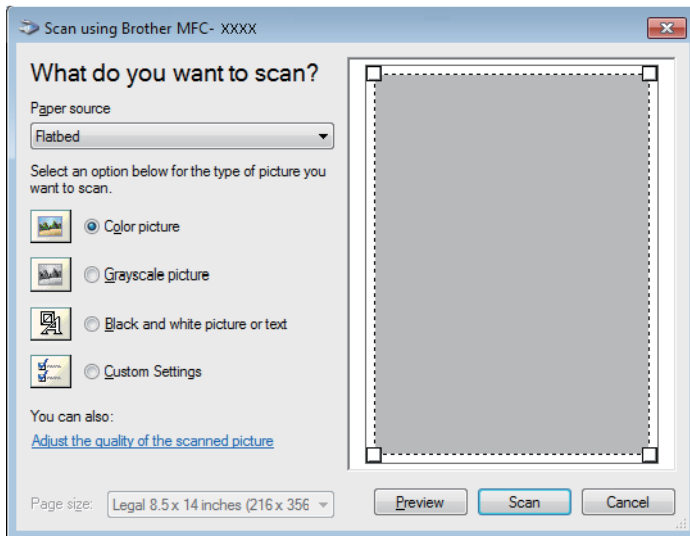 Scan using Brother MFC- XXXX
What do you want to scan?
Paper source
Flatbed
Select an option below for the type of picture you
want to scan.
Color picture
Grayscale picture
Black and white picture or text
Custom Settings
You can also:
Adjust the quality of the scanned picture
Page size: Legal 8.5 x 14 inches (216 x 356
Preview Scan Cancel